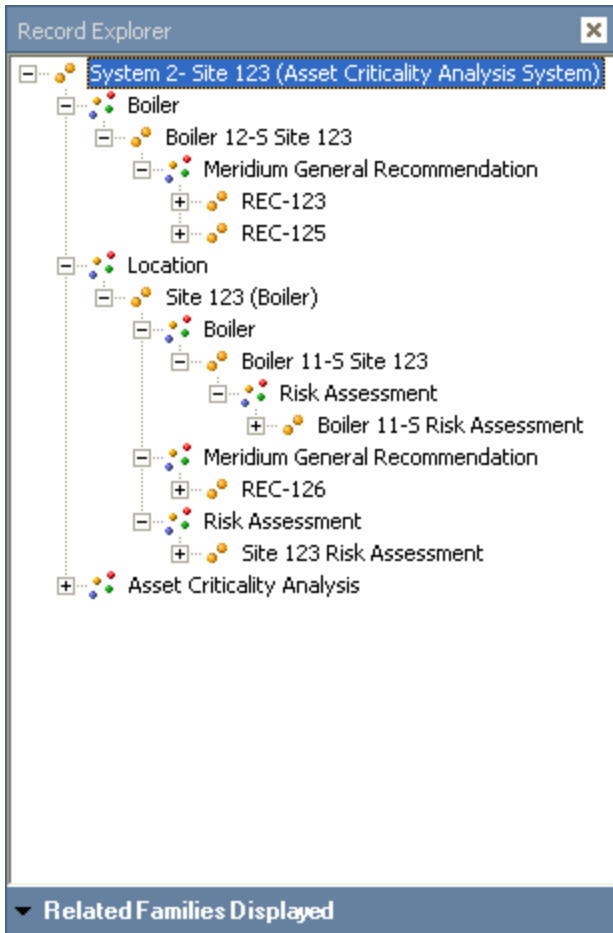 Record Explorer
System 2- Site 123 (Asset Criticality Analysis System)
Boiler
Boiler 12-S Site 123
Meridium General Recommendation
REC-123
REC-125
Location
Site 123 (Boiler)
Boiler
Boiler 11-S Site 123
Risk Assessment
Boiler 11-S Risk Assessment
Meridium General Recommendation
REC-126
Risk Assessment
Site 123 Risk Assessment
Asset Criticality Analysis
Related Families Displayed